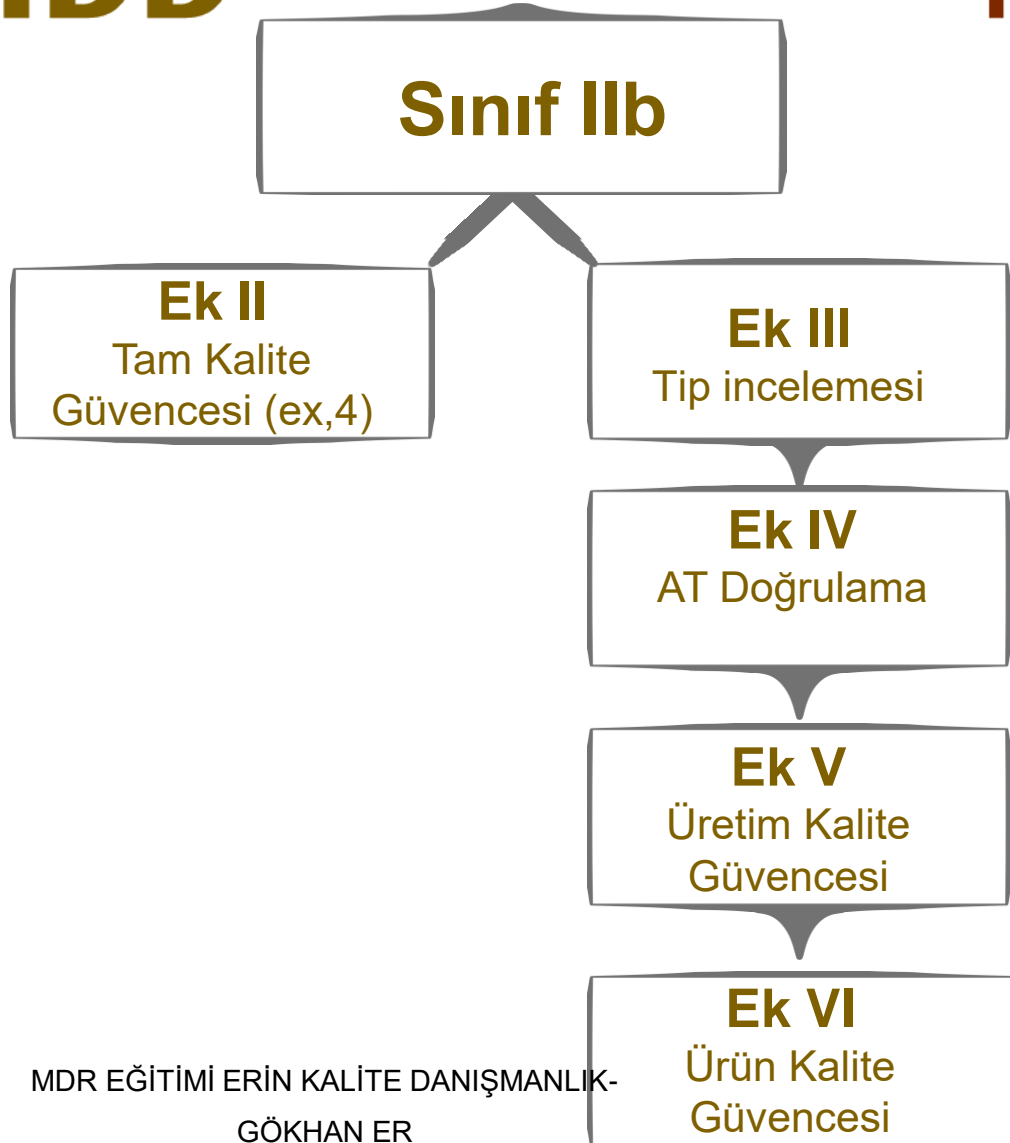 Sınıf IIb
Ek II
Tam Kalite
Güvencesi (ex,4)
Ek III
Tip incelemesi
Ek IV
AT Doğrulama
Ek V
Üretim Kalite
Güvencesi
Ek VI
Ürün Kalite
Güvencesi
MDR EĞİTİMİ ERİN KALİTE DANIŞMANLIK-
GÖKHAN ER